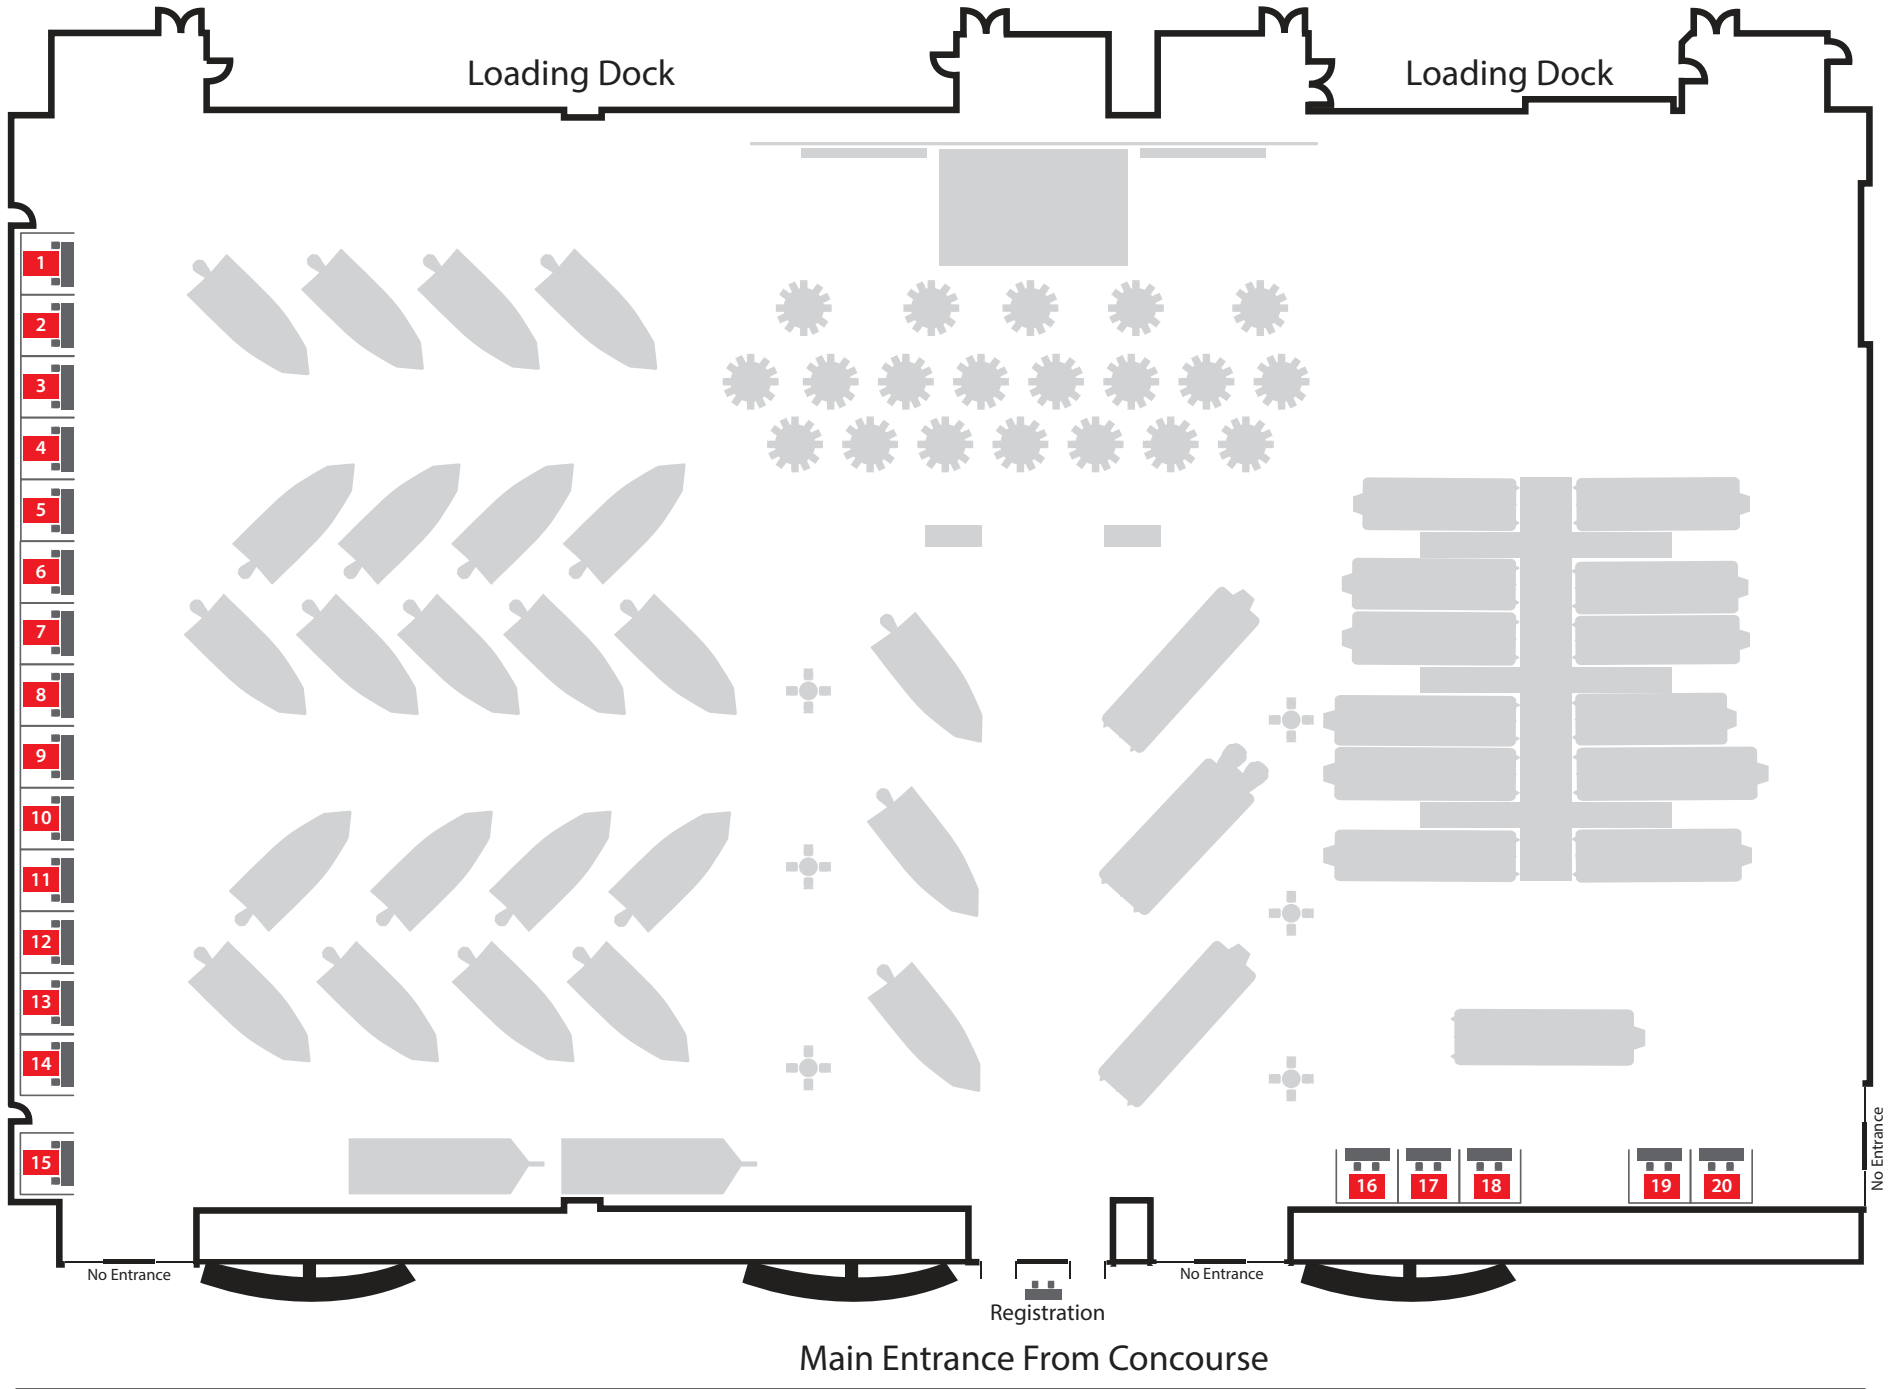 Loading Dock
Loading Dock
1
2
3
4
5
6
7
8
9
10
11
12
13
14
15
16
17
18
19
20
No Entrance
No Entrance
No Entrance
Registration
Main Entrance From Concourse